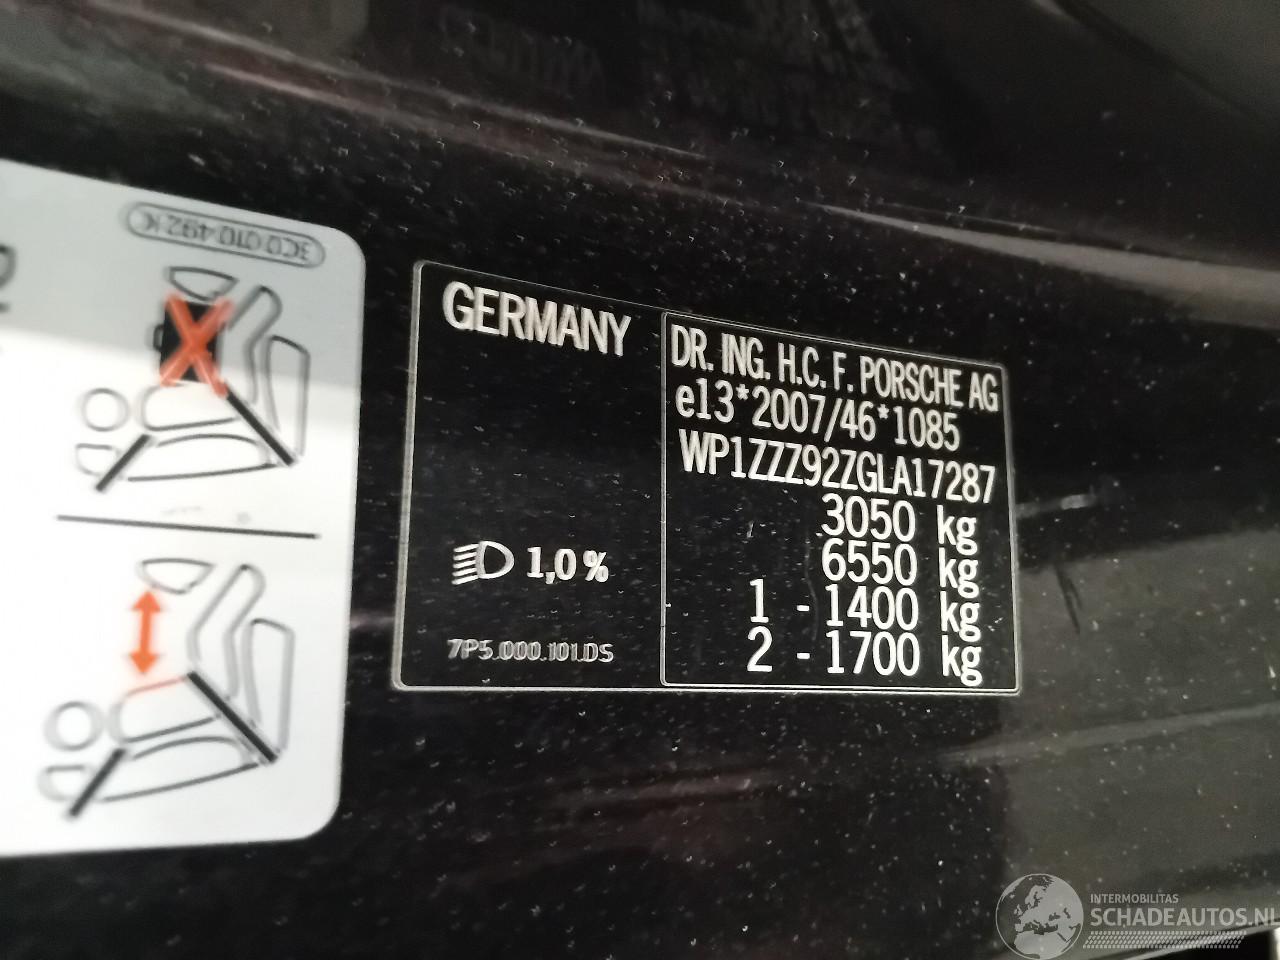 3C0 010 492 K
GERMANY
1,0 %
7P5.000.101.DS
DR. ING. H.C. F. PORSCHE AG
e13*2007/46*1085
WP1ZZZ92ZGLA17287
3050 kg
6550 kg
1 - 1400 kg
2 - 1700 kg
INTERMOBILITAS
SCHADEAUTOS.NL